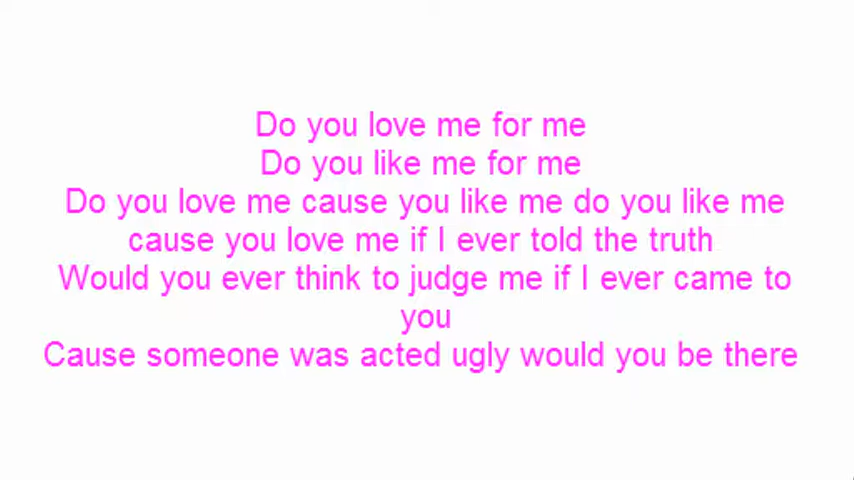 Do you love me for me
Do you like me for me
Do you love me cause you like me do you like me
cause you love me if I ever told the truth
Would you ever think to judge me if I ever came to
you
Cause someone was acted ugly would you be there